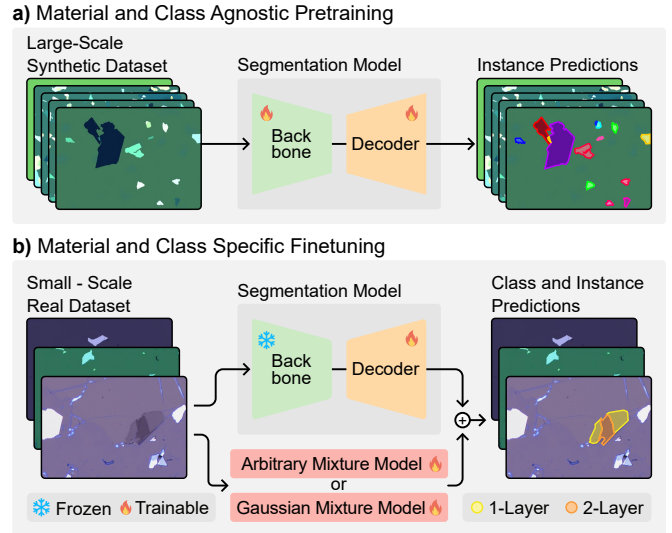 a) Material and Class Agnostic Pretraining
Large-Scale
Synthetic Dataset
Segmentation Model
Instance Predictions
Back
bone
Decoder
b) Material and Class Specific Finetuning
Small - Scale
Real Dataset
Segmentation Model
Class and Instance
Predictions
Back
bone
Decoder
+
Arbitrary Mixture Model
or
Gaussian Mixture Model
Frozen
Trainable
1-Layer
2-Layer